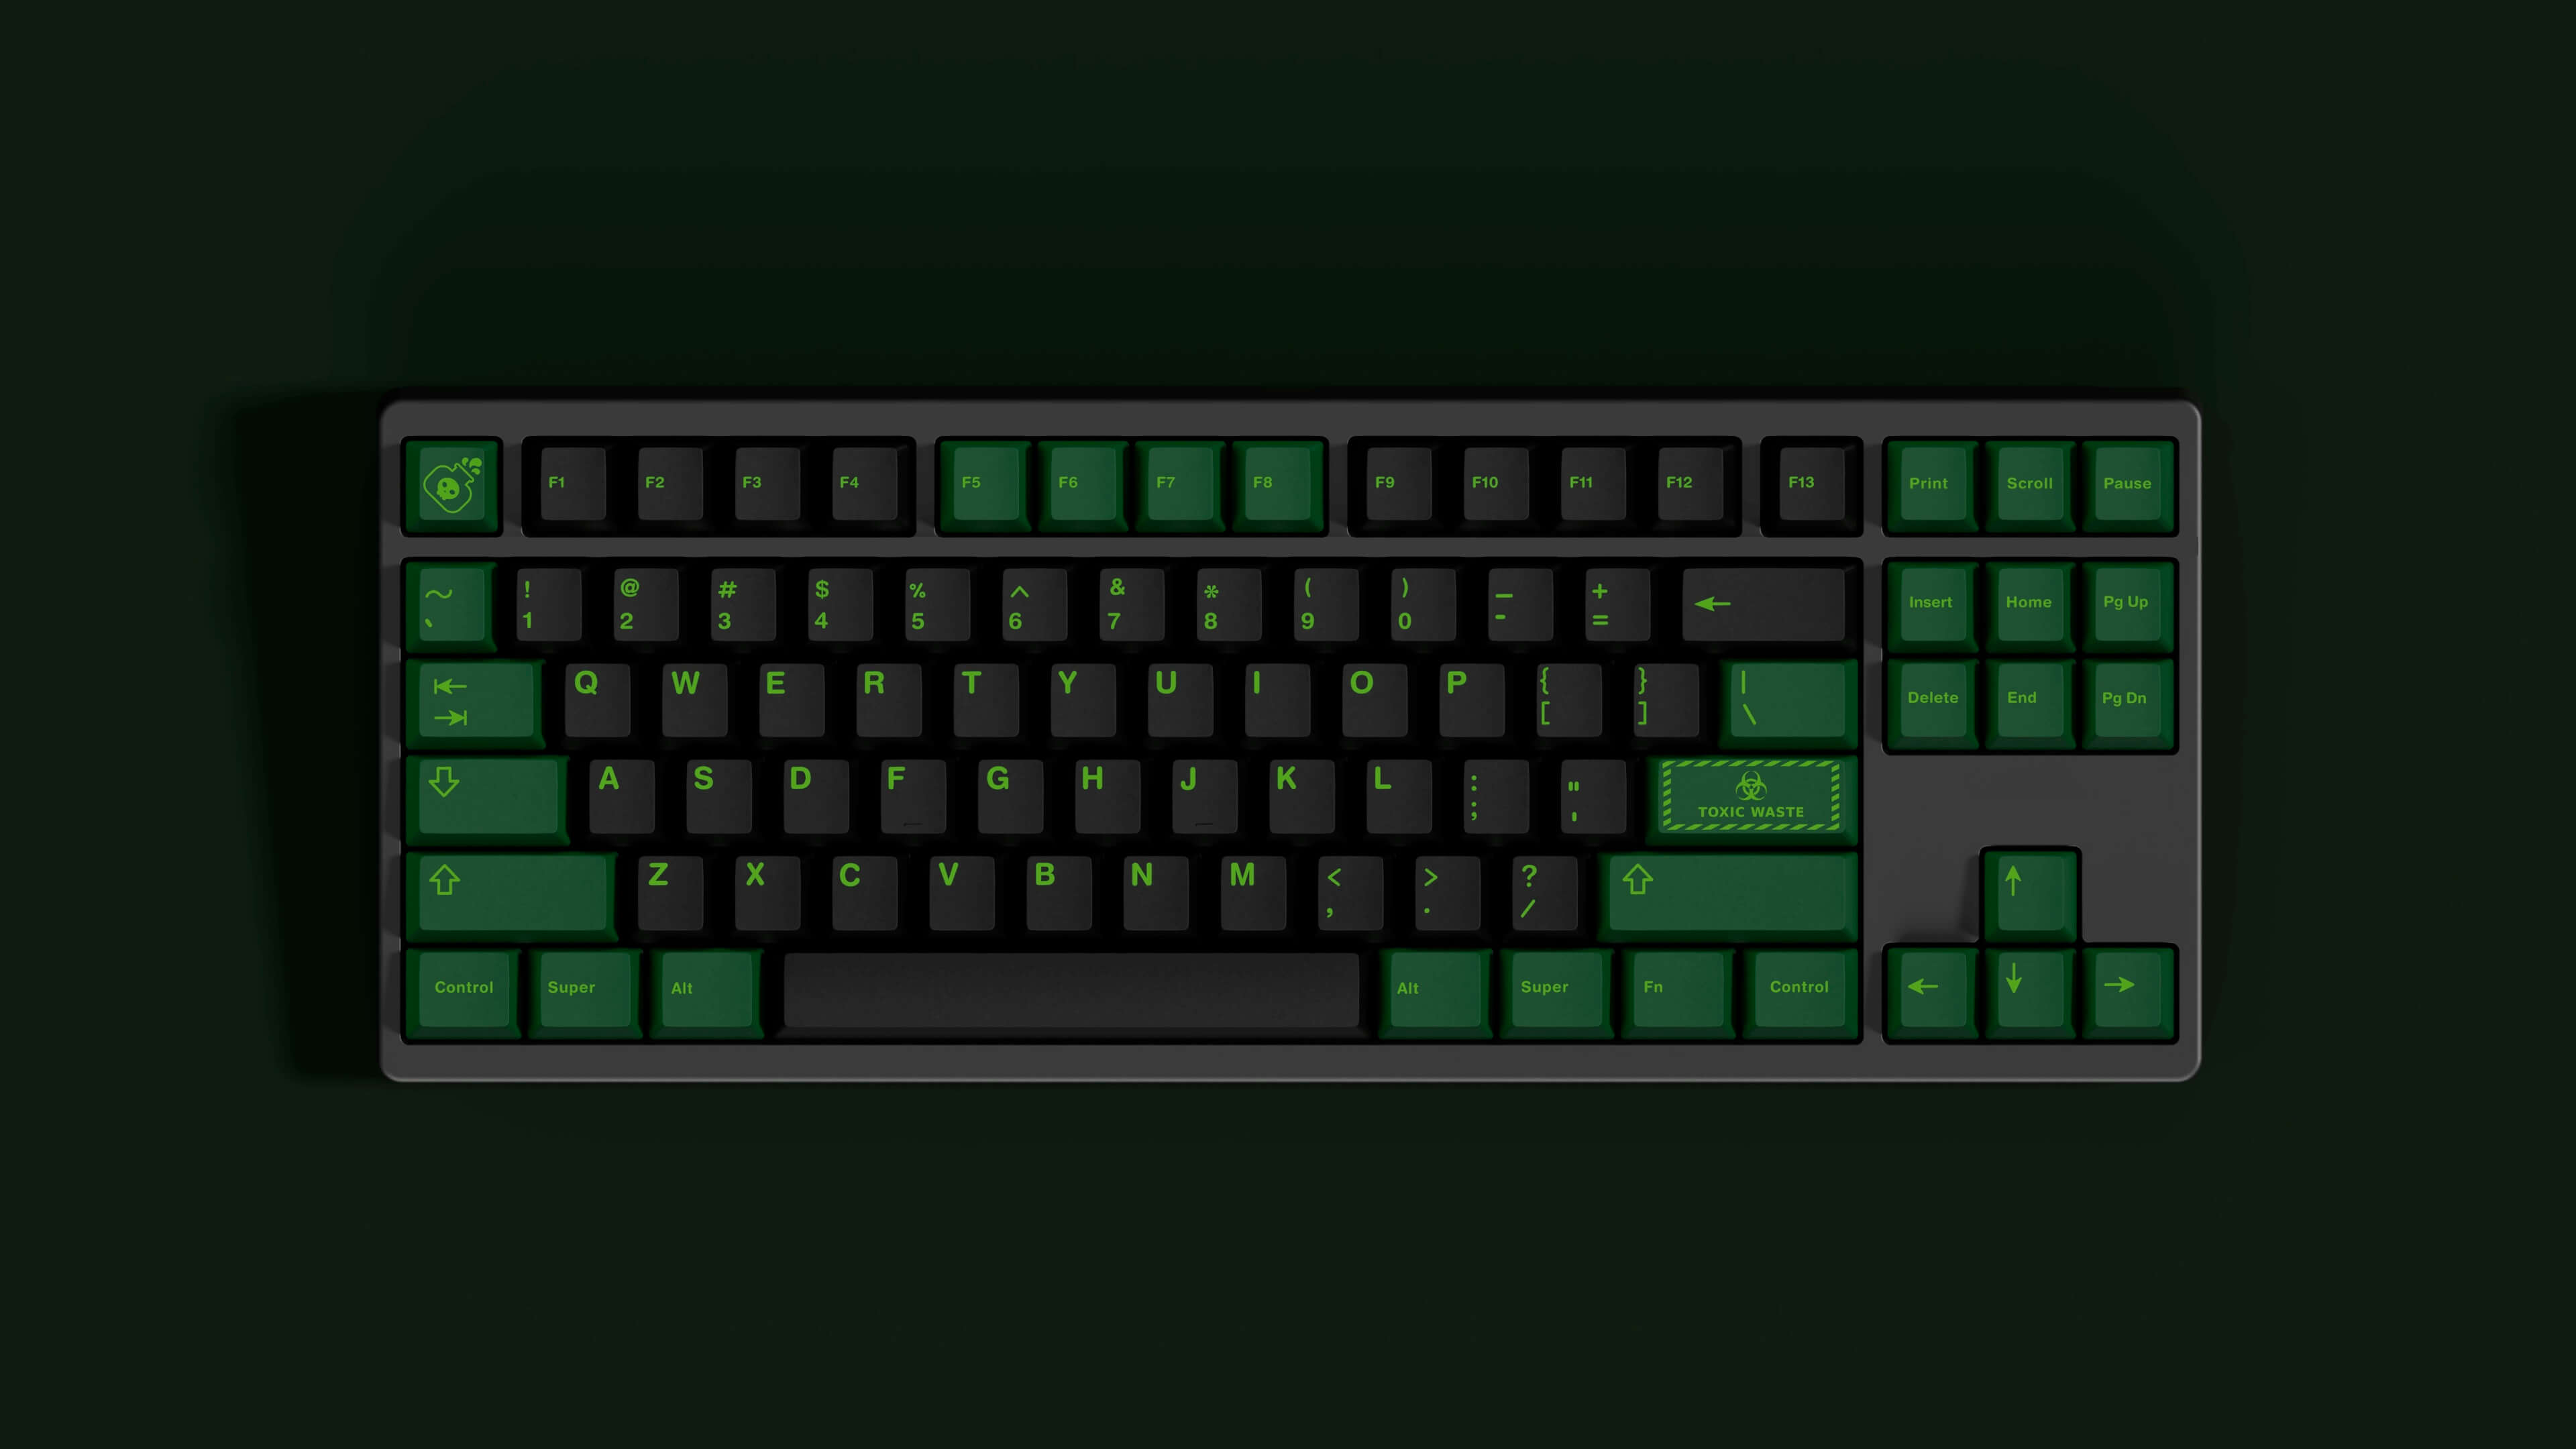 F1 F2 F3 F4 F5 F6 F7 F8 F9 F10 F11 F12 F13 Print Scroll Pause
~ ! @ # $ % ^ & * ( ) _ +
` 1 2 3 4 5 6 7 8 9 0 - = ← Insert Home Pg Up
⇤ Q W E R T Y U I O P { } |
⇥ [ ] \ Delete End Pg Dn
⇩ A S D F G H J K L : "
; ' TOXIC WASTE
⇧ Z X C V B N M < > ? ⇧ ↑
, . /
Control Super Alt Alt Super Fn Control ← ↓ →